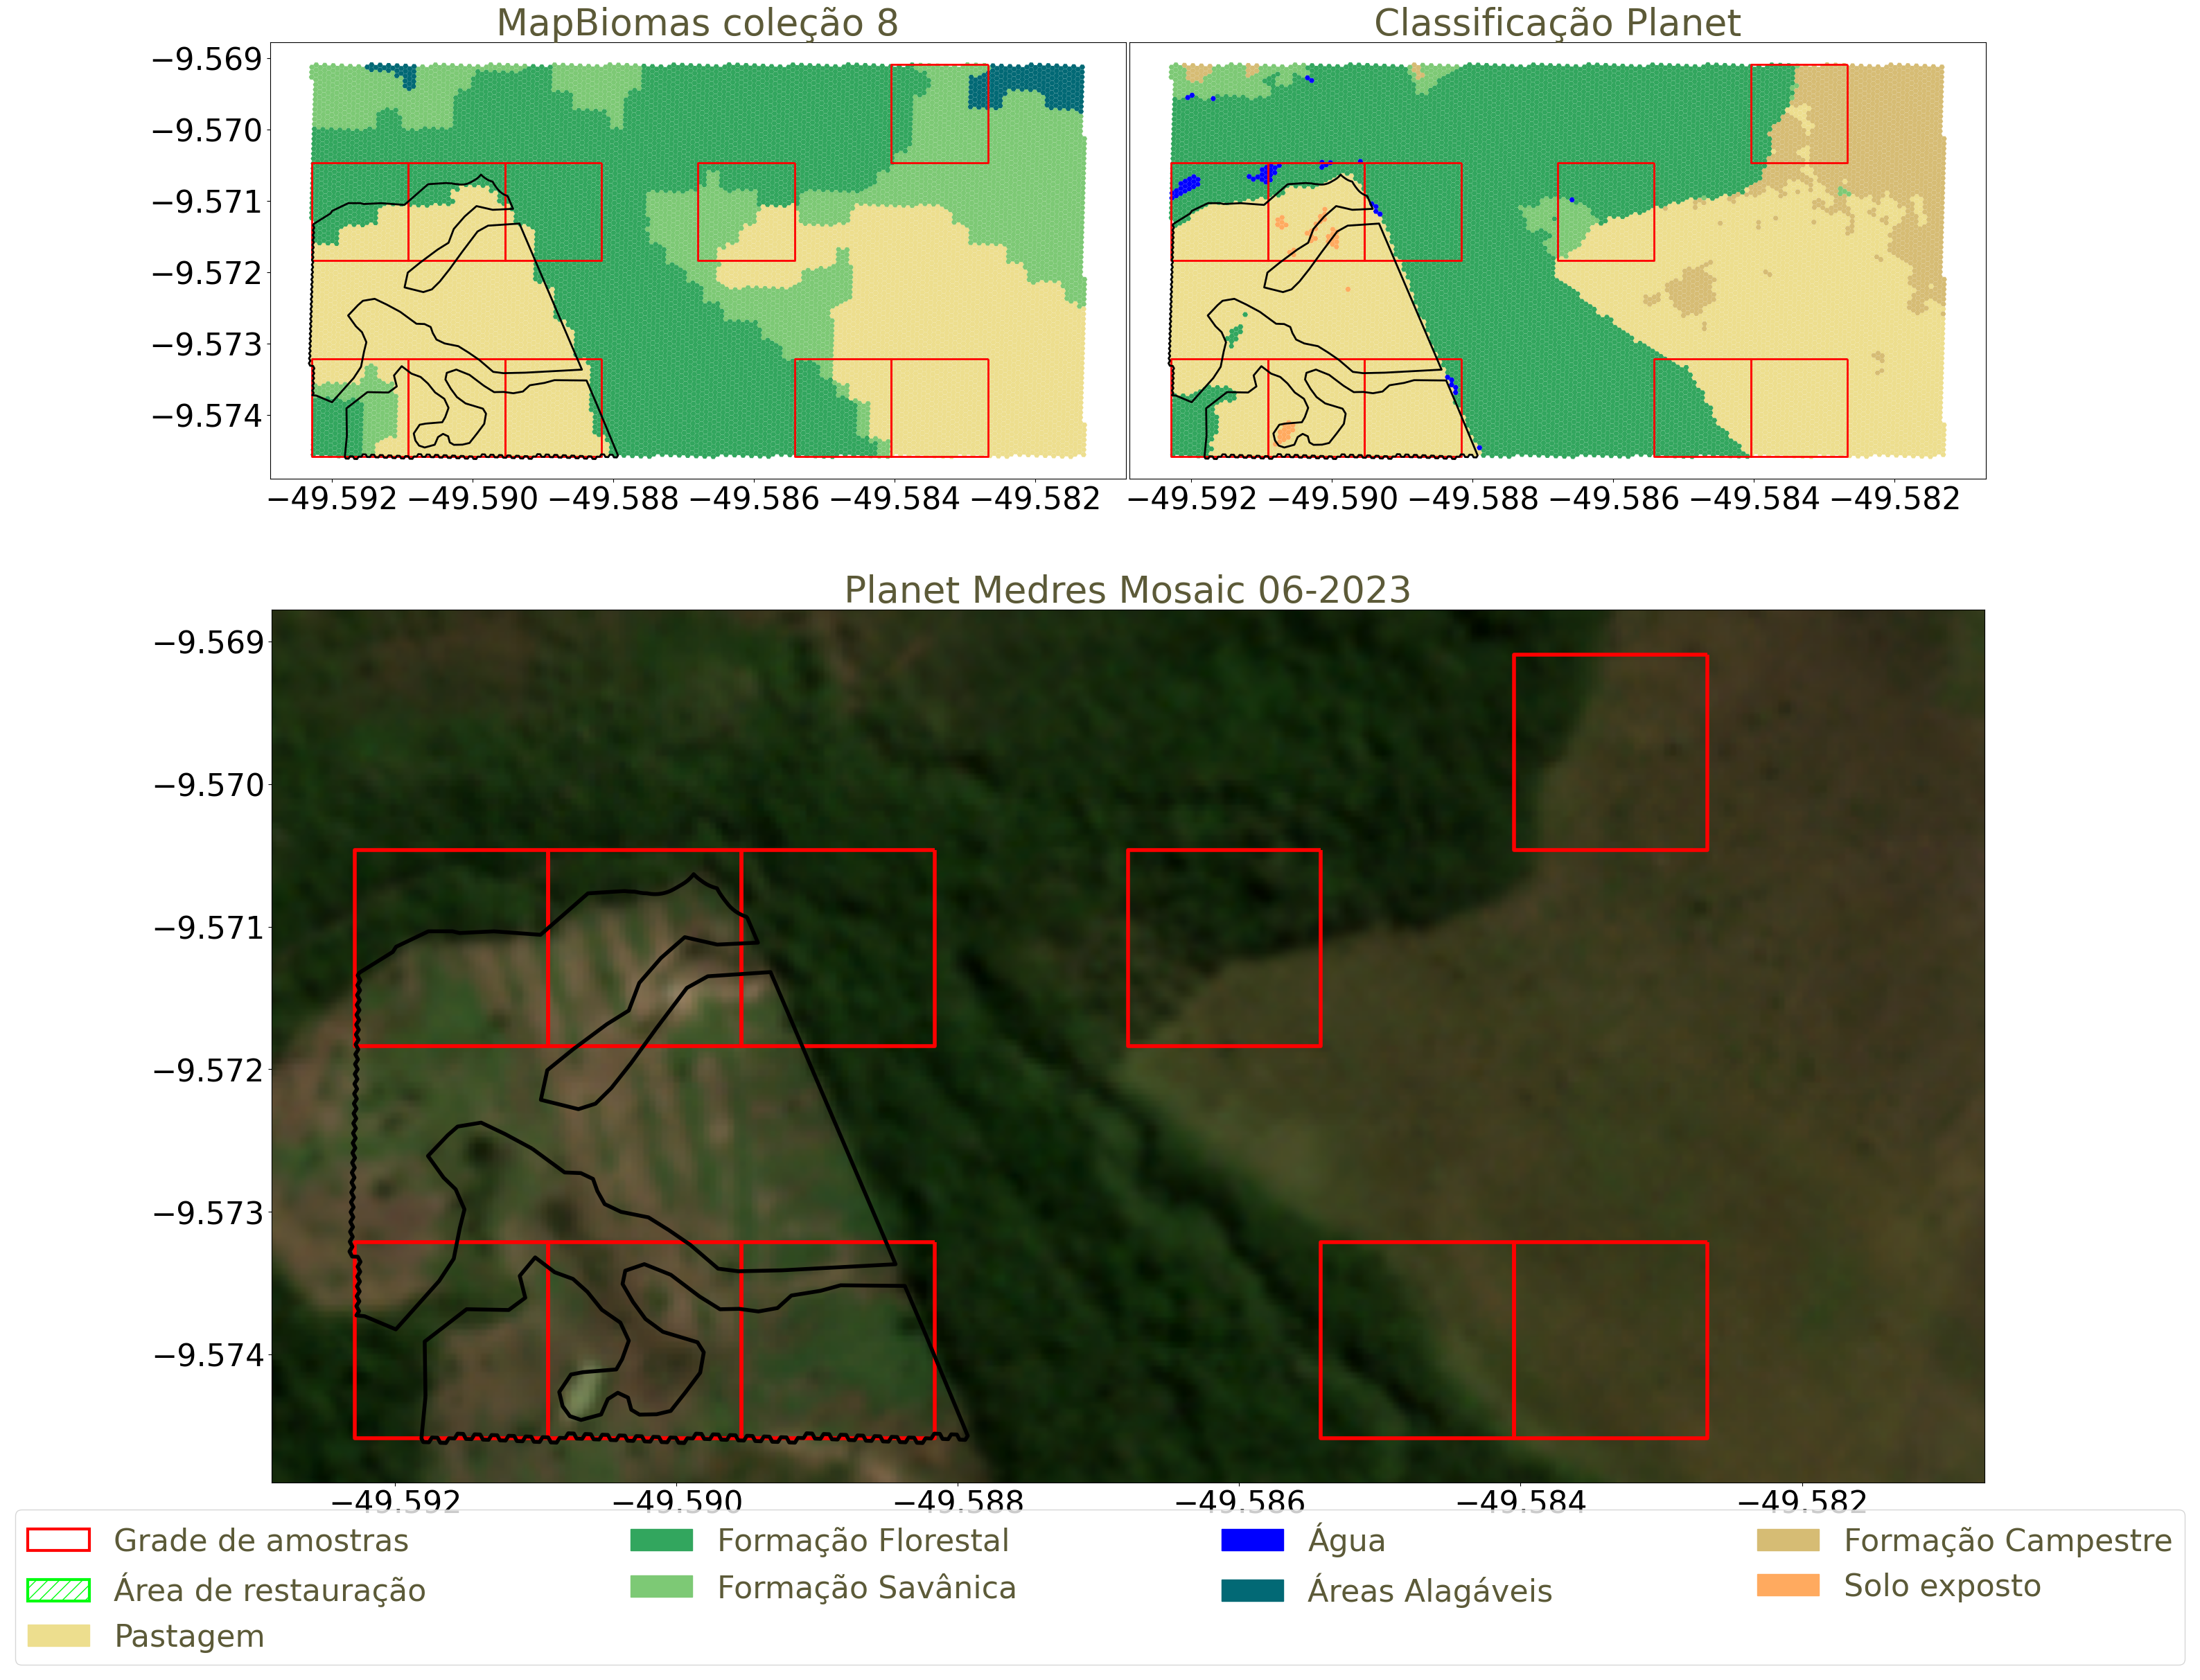 MapBiomas coleção 8
Classificação Planet
−9.569
−9.570
−9.571
−9.572
−9.573
−9.574
−49.592 −49.590 −49.588 −49.586 −49.584 −49.582
−49.592 −49.590 −49.588 −49.586 −49.584 −49.582
Planet Medres Mosaic 06-2023
−9.569
−9.570
−9.571
−9.572
−9.573
−9.574
−49.592 −49.590 −49.588 −49.586 −49.584 −49.582
Grade de amostras
Área de restauração
Pastagem
Formação Florestal
Formação Savânica
Água
Áreas Alagáveis
Formação Campestre
Solo exposto